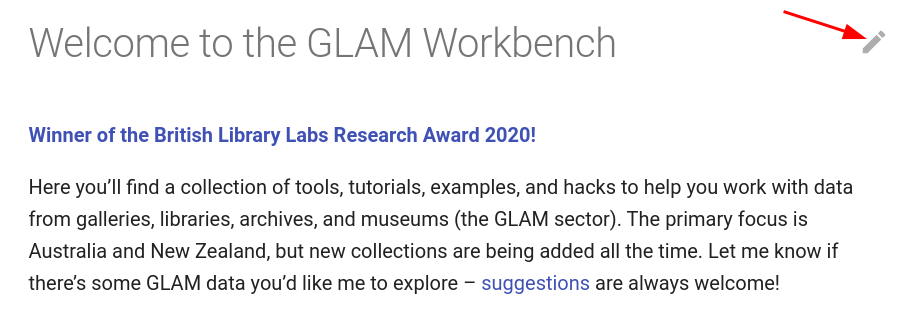 Welcome to the GLAM Workbench
Winner of the British Library Labs Research Award 2020!
Here you’ll find a collection of tools, tutorials, examples, and hacks to help you work with data
from galleries, libraries, archives, and museums (the GLAM sector). The primary focus is
Australia and New Zealand, but new collections are being added all the time. Let me know if
there’s some GLAM data you’d like me to explore – suggestions are always welcome!